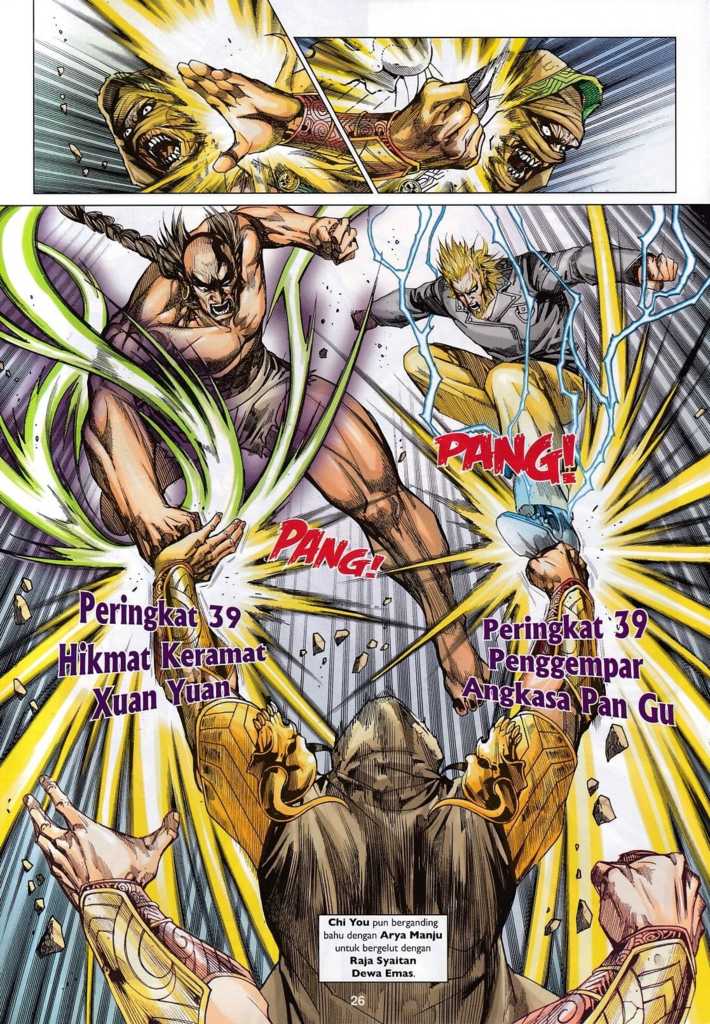 PANG!
PANG!
Peringkat 39
Hikmat Keramat
Xuan Yuan
Peringkat 39
Penggempar
Angkasa Pan Gu
Chi You pun berganding
bahu dengan Arya Manju
untuk bergelut dengan
Raja Syaitan
Dewa Emas.
26